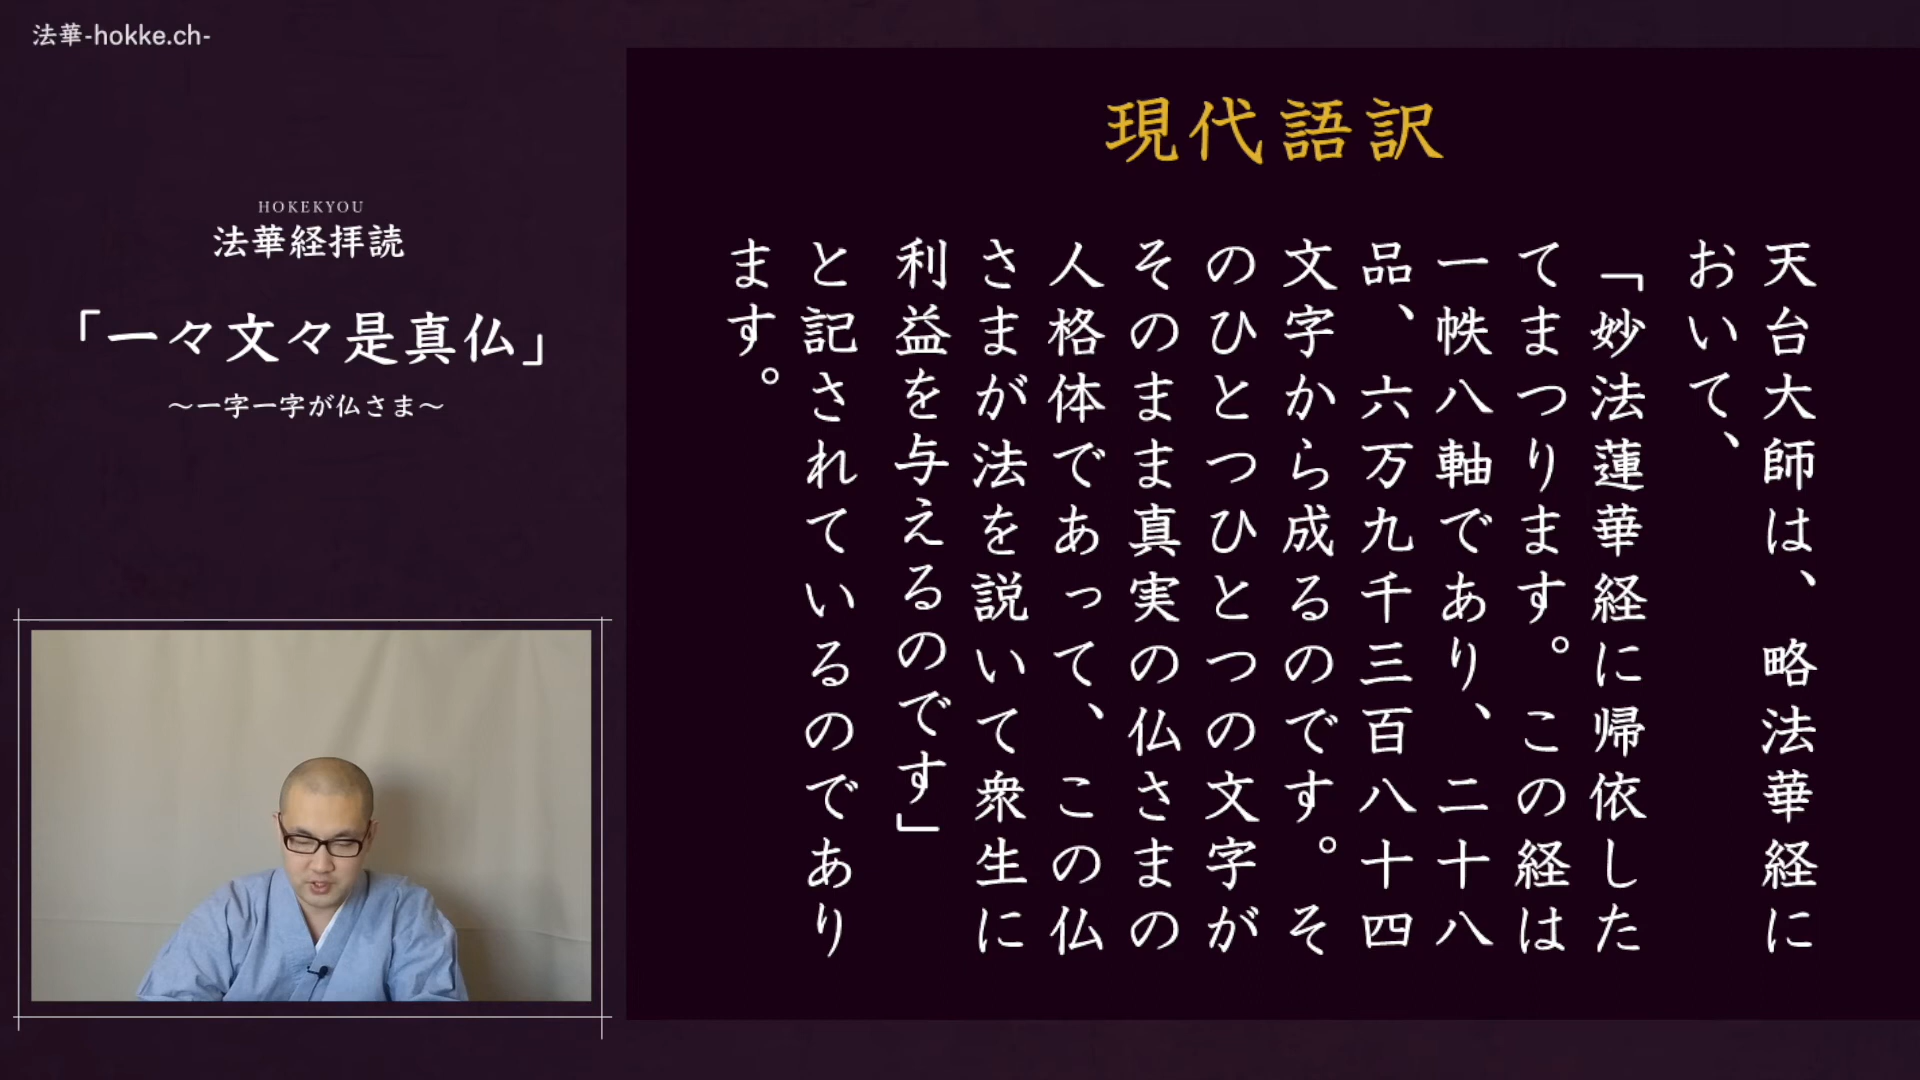 法華-hokke.ch-
HOKEKYOU
法華経拝読
「一々文々是真仏」
〜一字一字が仏さま〜
現代語訳
天台大師は、略法華経に
おいて、
「妙法蓮華経に帰依した
てまつります。この経は
一帙八軸であり、二十八
品、六万九千三百八十四
文字から成るのです。そ
のひとつひとつの文字が
そのまま真実の仏さまの
人格体であって、この仏
さまが法を説いて衆生に
利益を与えるのです」
と記されているのであり
ます。